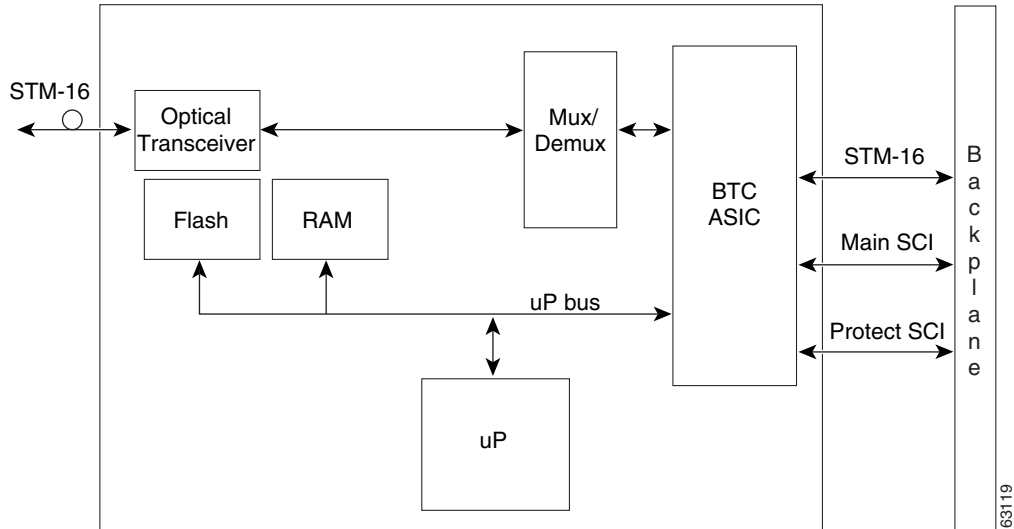 STM-16
Optical
Transceiver
Mux/
Demux
BTC
ASIC
STM-16
Main SCI
Protect SCI
Backplane
Flash
RAM
uP bus
uP
63119